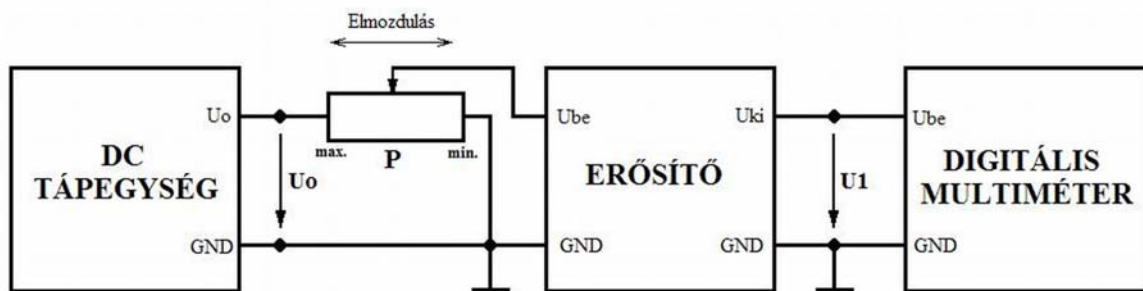 Elmozdulás
Uo
DC
TÁPEGYSÉG
GND
Uo
max.
P
min.
Ube
Uki
ERŐSÍTŐ
GND
GND
U1
Ube
DIGITÁLIS
MULTIMÉTER
GND